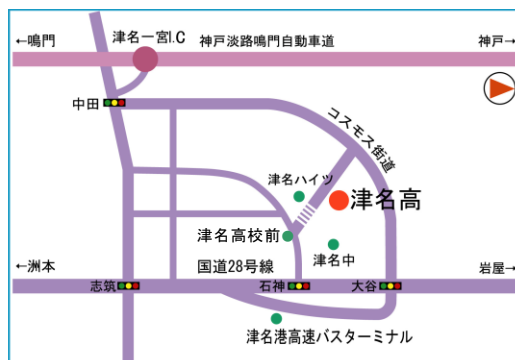 ←鳴門
津名一宮I.C
神戸淡路鳴門自動車道
神戸→
中田
コスモス街道
津名ハイツ
津名高
津名高校前
津名中
←洲本
国道28号線
岩屋→
志筑
石神
大谷
津名港高速バスターミナル